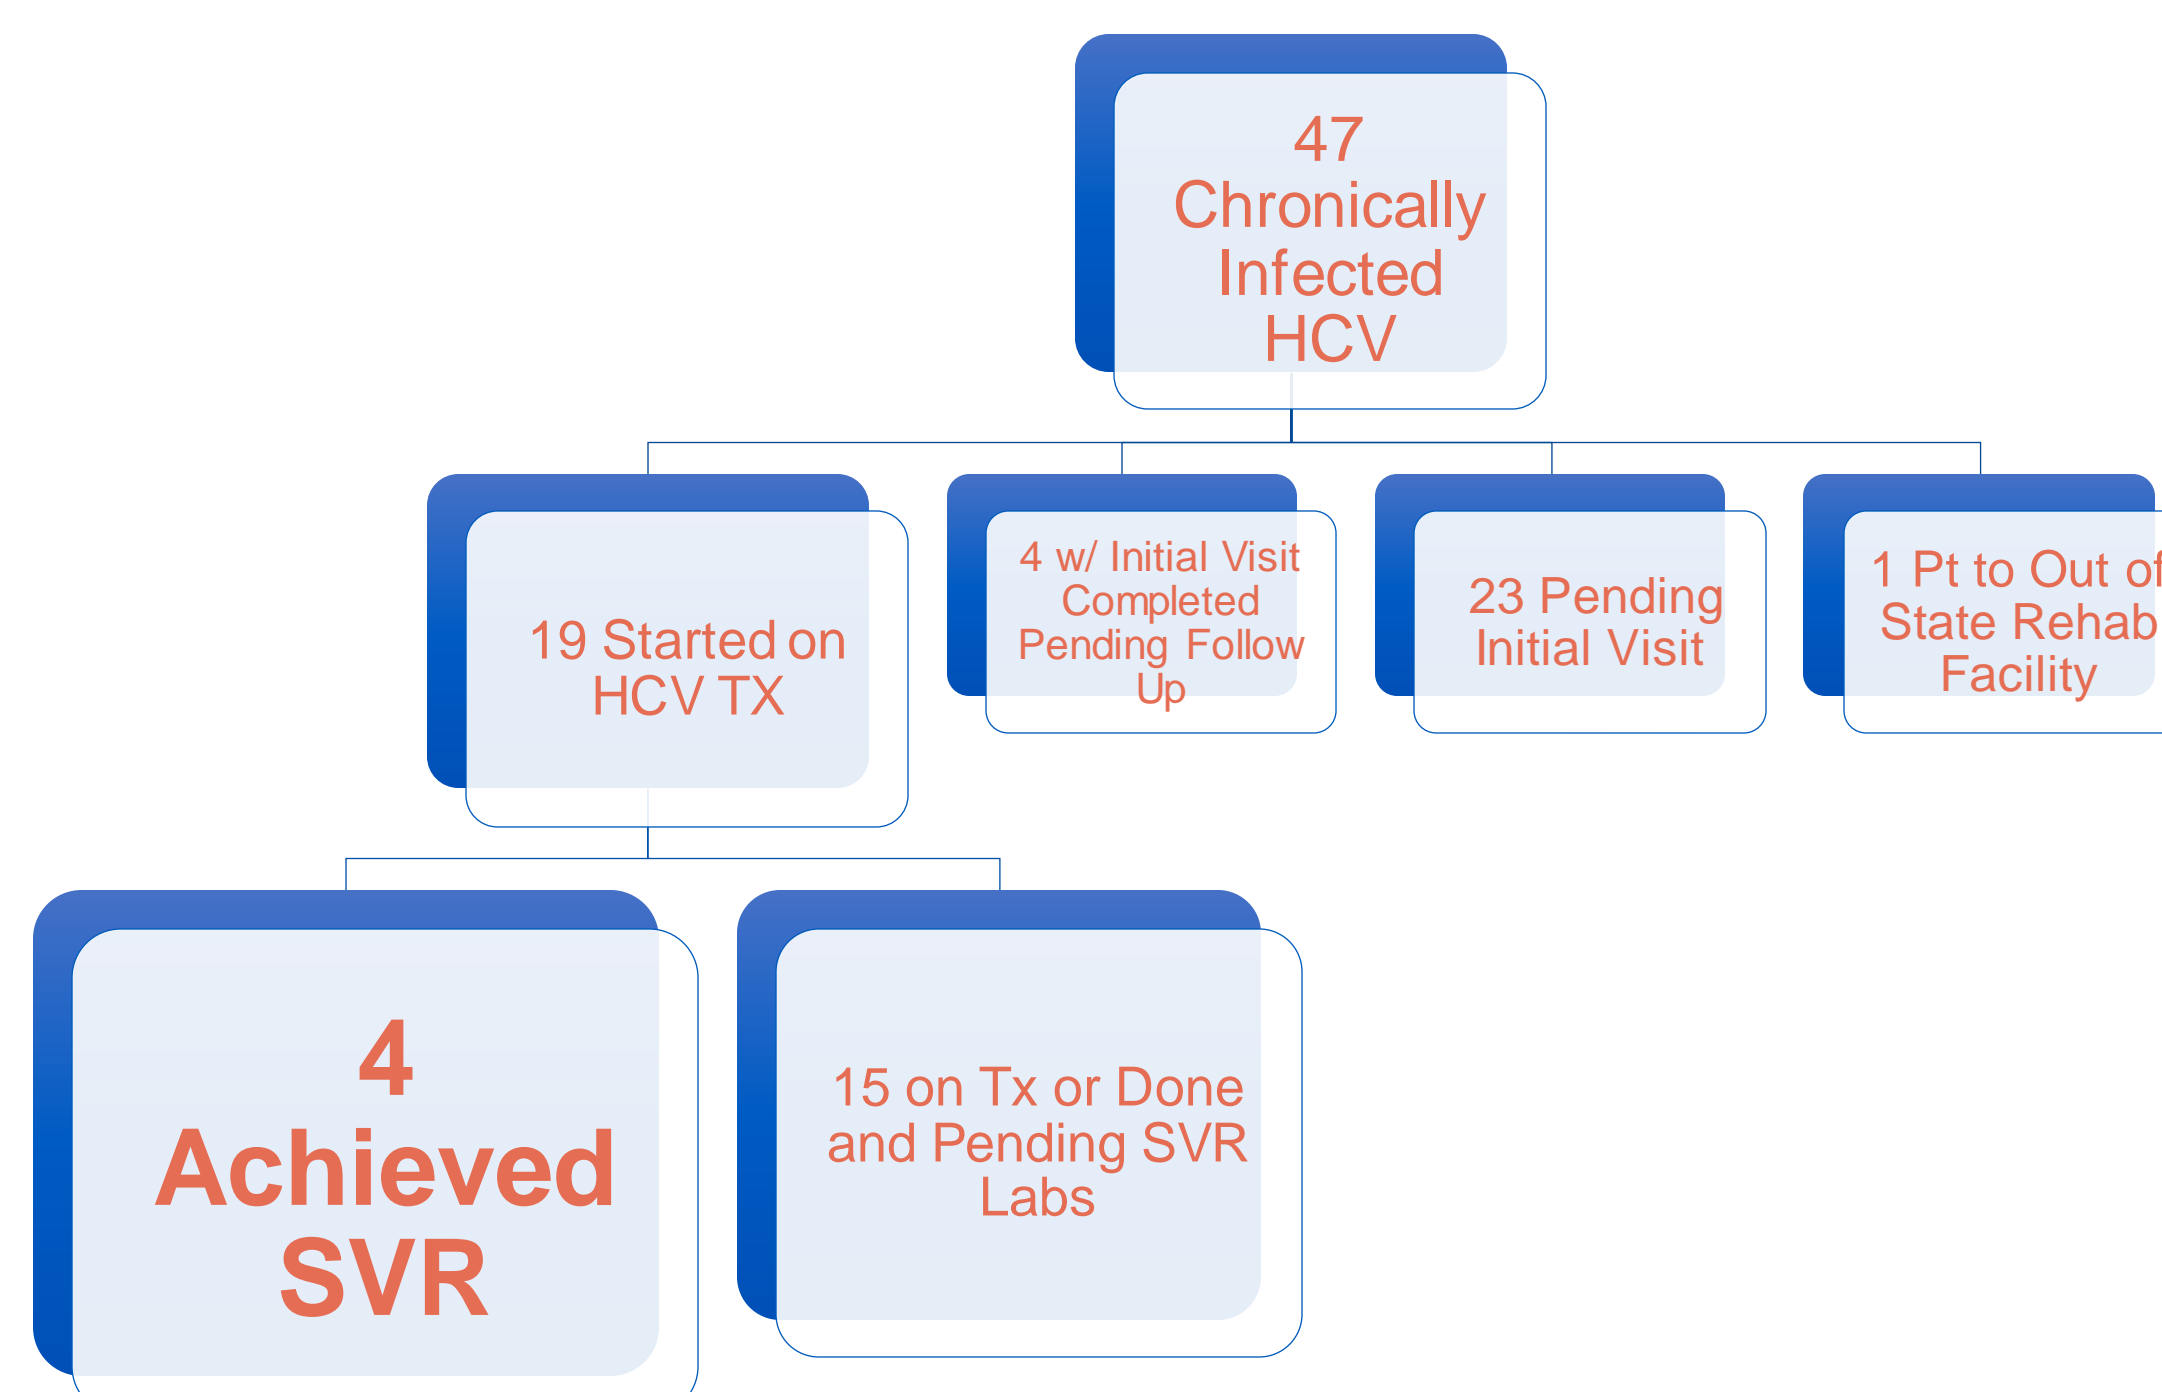 47
Chronically
Infected
HCV
19 Started on
HCV TX
4 w/ Initial Visit
Completed
Pending Follow
Up
23 Pending
Initial Visit
1 Pt to Out of
State Rehab
Facility
4
Achieved
SVR
15 on Tx or Done
and Pending SVR
Labs